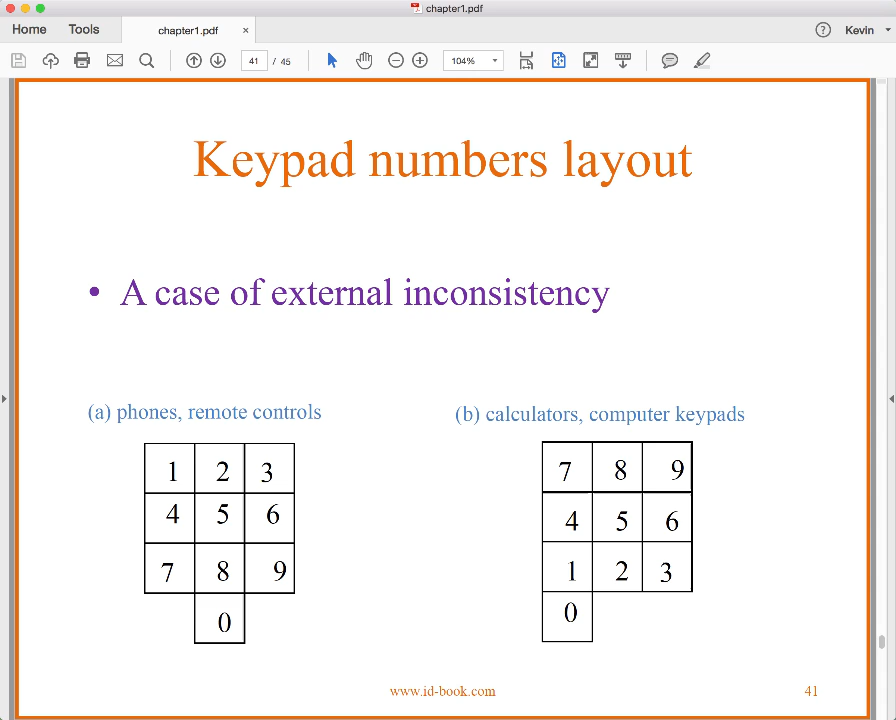 chapter1.pdf
Home Tools chapter1.pdf × ? Kevin
41 / 45 104%
Keypad numbers layout
• A case of external inconsistency
(a) phones, remote controls
1 2 3
4 5 6
7 8 9
0
(b) calculators, computer keypads
7 8 9
4 5 6
1 2 3
0
www.id-book.com 41